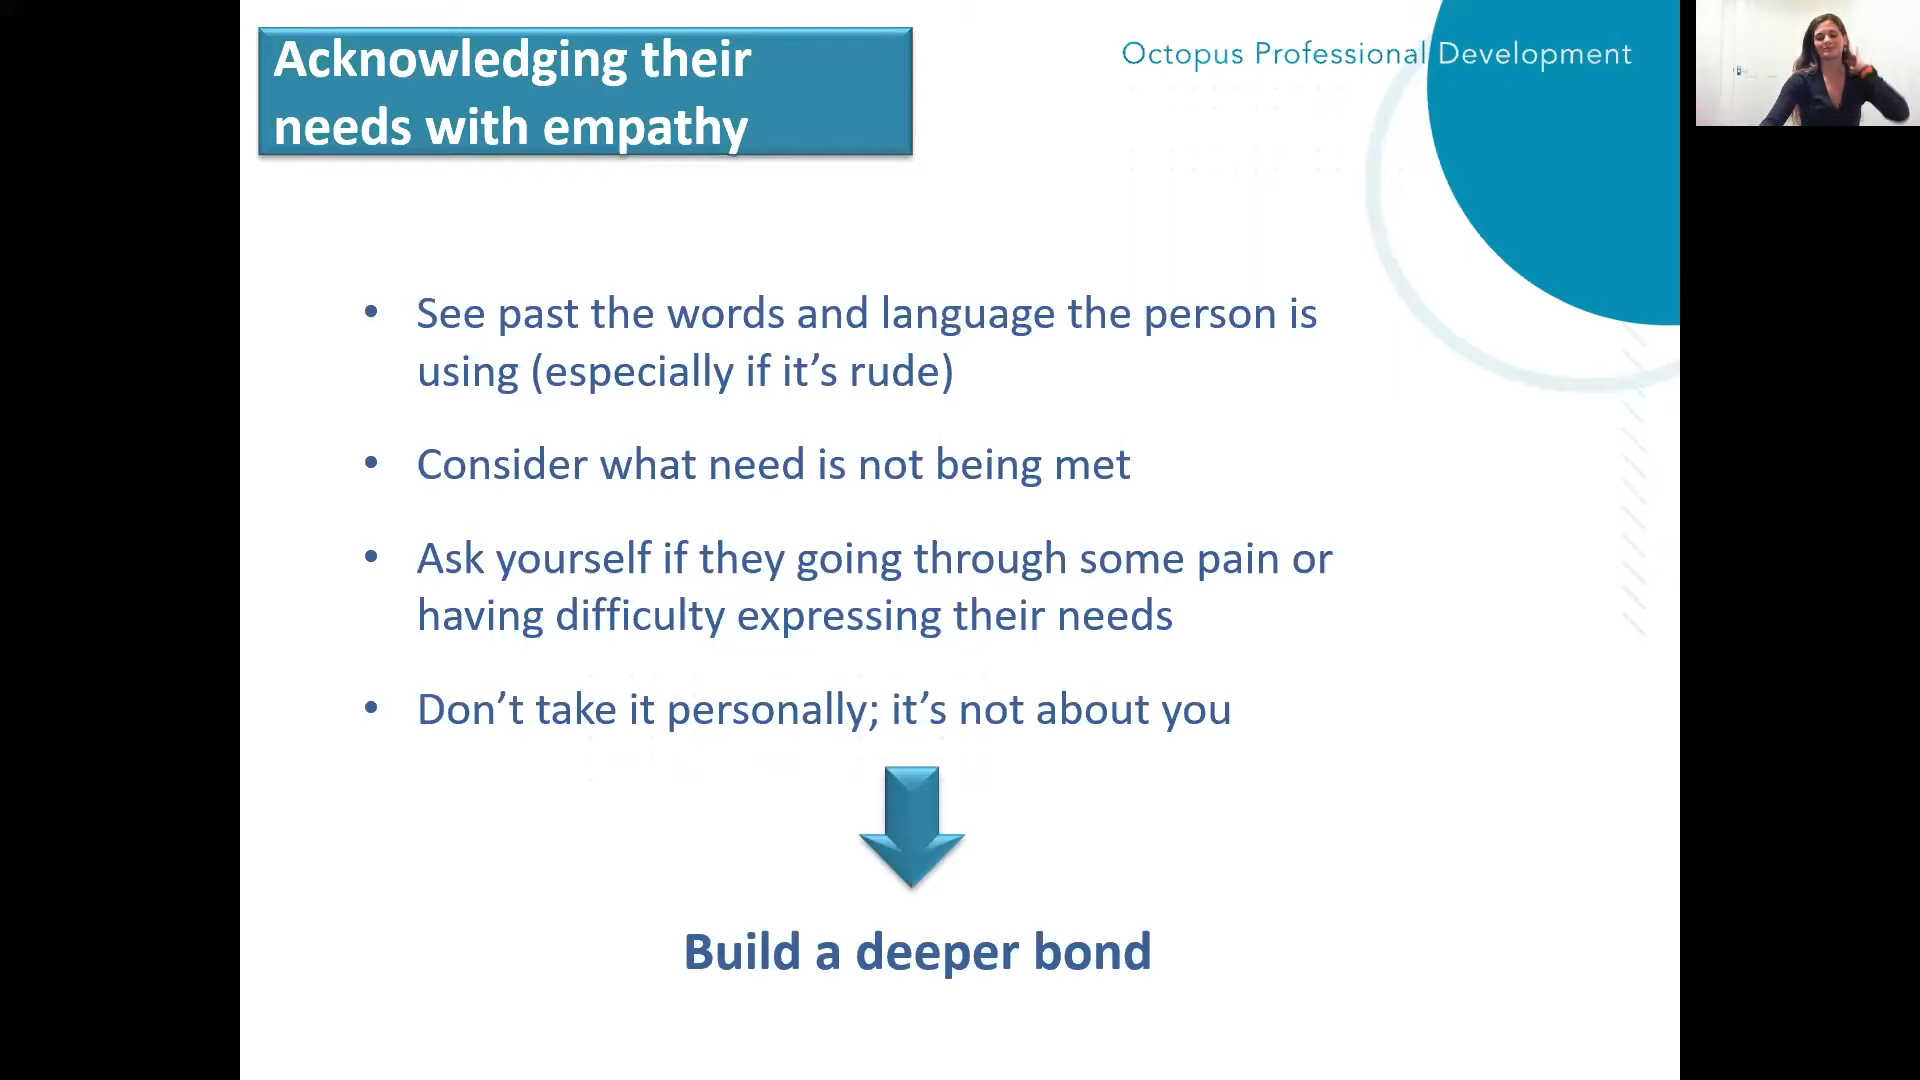 Acknowledging their
needs with empathy
Octopus Professional Development
• See past the words and language the person is
using (especially if it’s rude)
• Consider what need is not being met
• Ask yourself if they going through some pain or
having difficulty expressing their needs
• Don’t take it personally; it’s not about you
Build a deeper bond